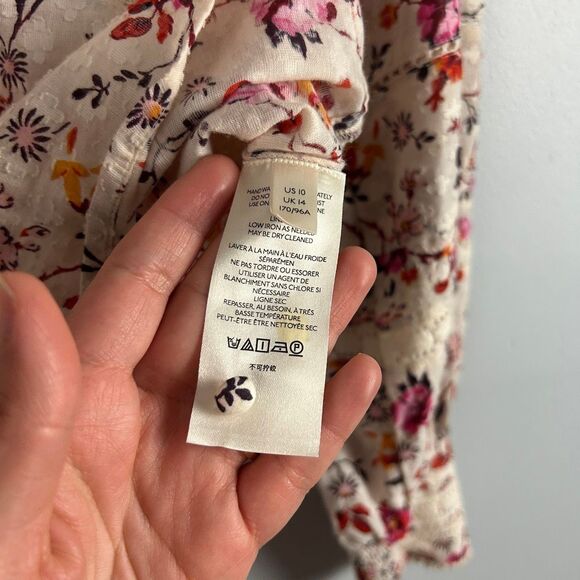 US 10
UK 14
170/96A
LOW IRON AS NEEDED
MAY BE DRY CLEANED
LAVER À LA MAIN À L'EAU FROIDE
SÉPARÉMEN
NE PAS TORDRE OU ESSORER
UTILISER UN AGENT DE
BLANCHIMENT SANS CHLORE SI
NÉCESSAIRE
LIGNE SEC
REPASSER, AU BESOIN, À TRÈS
BASSE TEMPÉRATURE
PEUT-ÊTRE ÊTRE NETTOYÉE SEC
P
不可拧绞